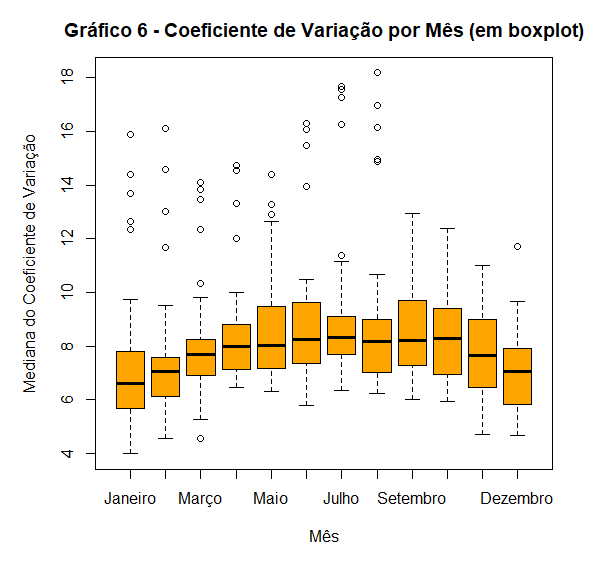 Gráfico 6 - Coeficiente de Variação por Mês (em boxplot)
Mediana do Coeficiente de Variação
18
16
14
12
10
8
6
4
Janeiro Março Maio Julho Setembro Dezembro
Mês